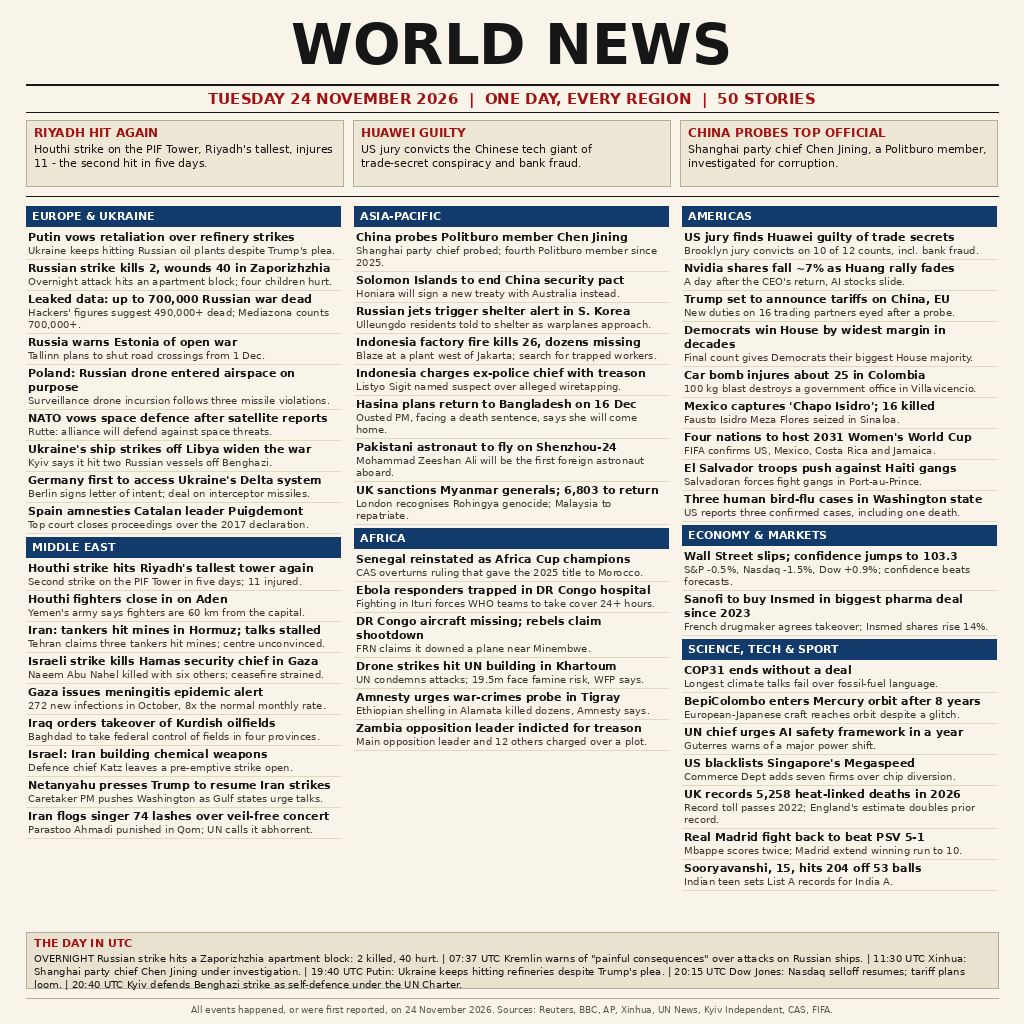 WORLD NEWS
TUESDAY 24 NOVEMBER 2026 | ONE DAY, EVERY REGION | 50 STORIES
RIYADH HIT AGAIN
Houthi strike on the PIF Tower, Riyadh's tallest, injures
11 - the second hit in five days.
HUAWEI GUILTY
US jury convicts the Chinese tech giant of
trade-secret conspiracy and bank fraud.
CHINA PROBES TOP OFFICIAL
Shanghai party chief Chen Jining, a Politburo member,
investigated for corruption.
EUROPE & UKRAINE
Putin vows retaliation over refinery strikes
Ukraine keeps hitting Russian oil plants despite Trump's plea.
Russian strike kills 2, wounds 40 in Zaporizhzhia
Overnight attack hits an apartment block; four children hurt.
Leaked data: up to 700,000 Russian war dead
Hackers' figures suggest 490,000+ dead; Mediazona counts
700,000+.
Russia warns Estonia of open war
Tallinn plans to shut road crossings from 1 Dec.
Poland: Russian drone entered airspace on
purpose
Surveillance drone incursion follows three missile violations.
NATO vows space defence after satellite reports
Rutte: alliance will defend against space threats.
Ukraine's ship strikes off Libya widen the war
Kyiv says it hit two Russian vessels off Benghazi.
Germany first to access Ukraine's Delta system
Berlin signs letter of intent; deal on interceptor missiles.
Spain amnesties Catalan leader Puigdemont
Top court closes proceedings over the 2017 declaration.
MIDDLE EAST
Houthi strike hits Riyadh's tallest tower again
Second strike on the PIF Tower in five days; 11 injured.
Houthi fighters close in on Aden
Yemen's army says fighters are 60 km from the capital.
Iran: tankers hit mines in Hormuz; talks stalled
Tehran claims three tankers hit mines; centre unconvinced.
Israeli strike kills Hamas security chief in Gaza
Naeem Abu Nahel killed with six others; ceasefire strained.
Gaza issues meningitis epidemic alert
272 new infections in October, 8x the normal monthly rate.
Iraq orders takeover of Kurdish oilfields
Baghdad to take federal control of fields in four provinces.
Israel: Iran building chemical weapons
Defence chief Katz leaves a pre-emptive strike open.
Netanyahu presses Trump to resume Iran strikes
Caretaker PM pushes Washington as Gulf states urge talks.
Iran flogs singer 74 lashes over veil-free concert
Parastoo Ahmadi punished in Qom; UN calls it abhorrent.
ASIA-PACIFIC
China probes Politburo member Chen Jining
Shanghai party chief probed; fourth Politburo member since
2025.
Solomon Islands to end China security pact
Honiara will sign a new treaty with Australia instead.
Russian jets trigger shelter alert in S. Korea
Ulleungdo residents told to shelter as warplanes approach.
Indonesia factory fire kills 26, dozens missing
Blaze at a plant west of Jakarta; search for trapped workers.
Indonesia charges ex-police chief with treason
Listyo Sigit named suspect over alleged wiretapping.
Hasina plans return to Bangladesh on 16 Dec
Ousted PM, facing a death sentence, says she will come
home.
Pakistani astronaut to fly on Shenzhou-24
Mohammad Zeeshan Ali will be the first foreign astronaut
aboard.
UK sanctions Myanmar generals; 6,803 to return
London recognises Rohingya genocide; Malaysia to
repatriate.
AFRICA
Senegal reinstated as Africa Cup champions
CAS overturns ruling that gave the 2025 title to Morocco.
Ebola responders trapped in DR Congo hospital
Fighting in Ituri forces WHO teams to take cover 24+ hours.
DR Congo aircraft missing; rebels claim
shootdown
FRN claims it downed a plane near Minembwe.
Drone strikes hit UN building in Khartoum
UN condemns attacks; 19.5m face famine risk, WFP says.
Amnesty urges war-crimes probe in Tigray
Ethiopian shelling in Alamata killed dozens, Amnesty says.
Zambia opposition leader indicted for treason
Main opposition leader and 12 others charged over a plot.
AMERICAS
US jury finds Huawei guilty of trade secrets
Brooklyn jury convicts on 10 of 12 counts, incl. bank fraud.
Nvidia shares fall ~7% as Huang rally fades
A day after the CEO's return, AI stocks slide.
Trump set to announce tariffs on China, EU
New duties on 16 trading partners eyed after a probe.
Democrats win House by widest margin in
decades
Final count gives Democrats their biggest House majority.
Car bomb injures about 25 in Colombia
100 kg blast destroys a government office in Villavicencio.
Mexico captures 'Chapo Isidro'; 16 killed
Fausto Isidro Meza Flores seized in Sinaloa.
Four nations to host 2031 Women's World Cup
FIFA confirms US, Mexico, Costa Rica and Jamaica.
El Salvador troops push against Haiti gangs
Salvadoran forces fight gangs in Port-au-Prince.
Three human bird-flu cases in Washington state
US reports three confirmed cases, including one death.
ECONOMY & MARKETS
Wall Street slips; confidence jumps to 103.3
S&P -0.5%, Nasdaq -1.5%, Dow +0.9%; confidence beats
forecasts.
Sanofi to buy Insmed in biggest pharma deal
since 2023
French drugmaker agrees takeover; Insmed shares rise 14%.
SCIENCE, TECH & SPORT
COP31 ends without a deal
Longest climate talks fail over fossil-fuel language.
BepiColombo enters Mercury orbit after 8 years
European-Japanese craft reaches orbit despite a glitch.
UN chief urges AI safety framework in a year
Guterres warns of a major power shift.
US blacklists Singapore's Megaspeed
Commerce Dept adds seven firms over chip diversion.
UK records 5,258 heat-linked deaths in 2026
Record toll passes 2022; England's estimate doubles prior
record.
Real Madrid fight back to beat PSV 5-1
Mbappe scores twice; Madrid extend winning run to 10.
Sooryavanshi, 15, hits 204 off 53 balls
Indian teen sets List A records for India A.
THE DAY IN UTC
OVERNIGHT Russian strike hits a Zaporizhzhia apartment block: 2 killed, 40 hurt. | 07:37 UTC Kremlin warns of "painful consequences" over attacks on Russian ships. | 11:30 UTC Xinhua:
Shanghai party chief Chen Jining under investigation. | 19:40 UTC Putin: Ukraine keeps hitting refineries despite Trump's plea. | 20:15 UTC Dow Jones: Nasdaq selloff resumes; tariff plans
loom. | 20:40 UTC Kyiv defends Benghazi strike as self-defence under the UN Charter.
All events happened, or were first reported, on 24 November 2026. Sources: Reuters, BBC, AP, Xinhua, UN News, Kyiv Independent, CAS, FIFA.